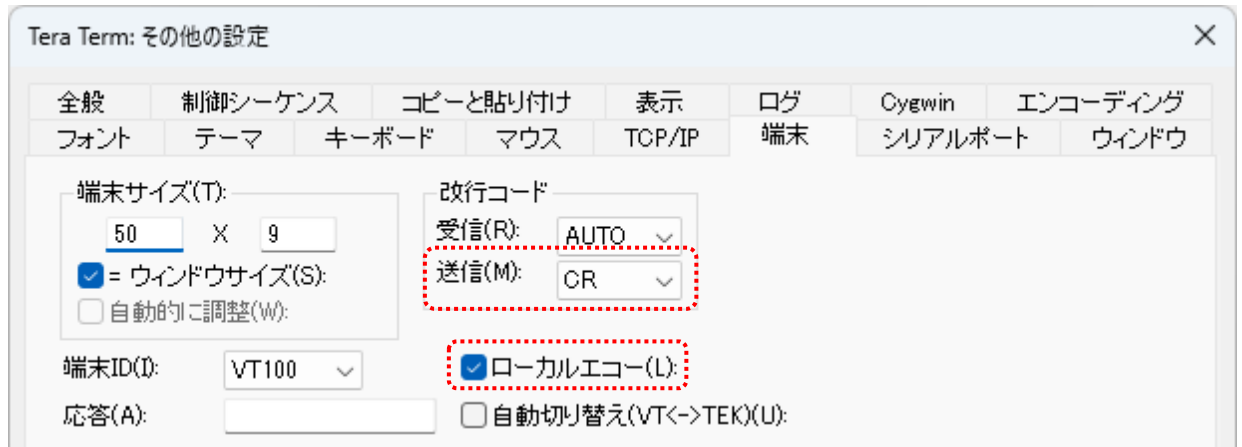 Tera Term: その他の設定
全般 制御シーケンス コピーと貼り付け 表示 ログ Cygwin エンコーディング
フォント テーマ キーボード マウス TCP/IP 端末 シリアルポート ウィンドウ
端末サイズ(T):
50 X 9
= ウィンドウサイズ(S):
自動的に調整(W):
改行コード
受信(R): AUTO
送信(M): CR
端末ID(I): VT100
ローカルエコー(L):
応答(A):
自動切り替え(VT<->TEK)(U):